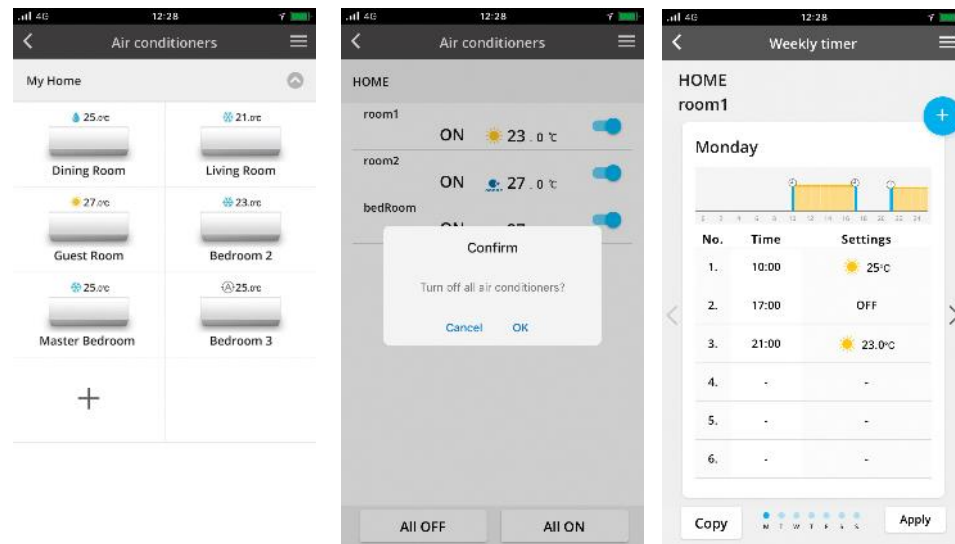 4G 12:28
Air conditioners
My Home
25.0°C
21.0°C
Dining Room
Living Room
27.0°C
23.0°C
Guest Room
Bedroom 2
25.0°C
A 25.0°C
Master Bedroom
Bedroom 3
+
4G 12:28
Air conditioners
HOME
room1
ON 23.0 ℃
room2
ON 27.0 ℃
bedRoom
Confirm
Turn off all air conditioners?
Cancel OK
All OFF All ON
4G 12:28
Weekly timer
HOME
room1
+
Monday
No. Time Settings
1. 10:00 25°C
2. 17:00 OFF
3. 21:00 23.0°C
4. - -
5. - -
6. - -
Copy
M T W T F S S
Apply